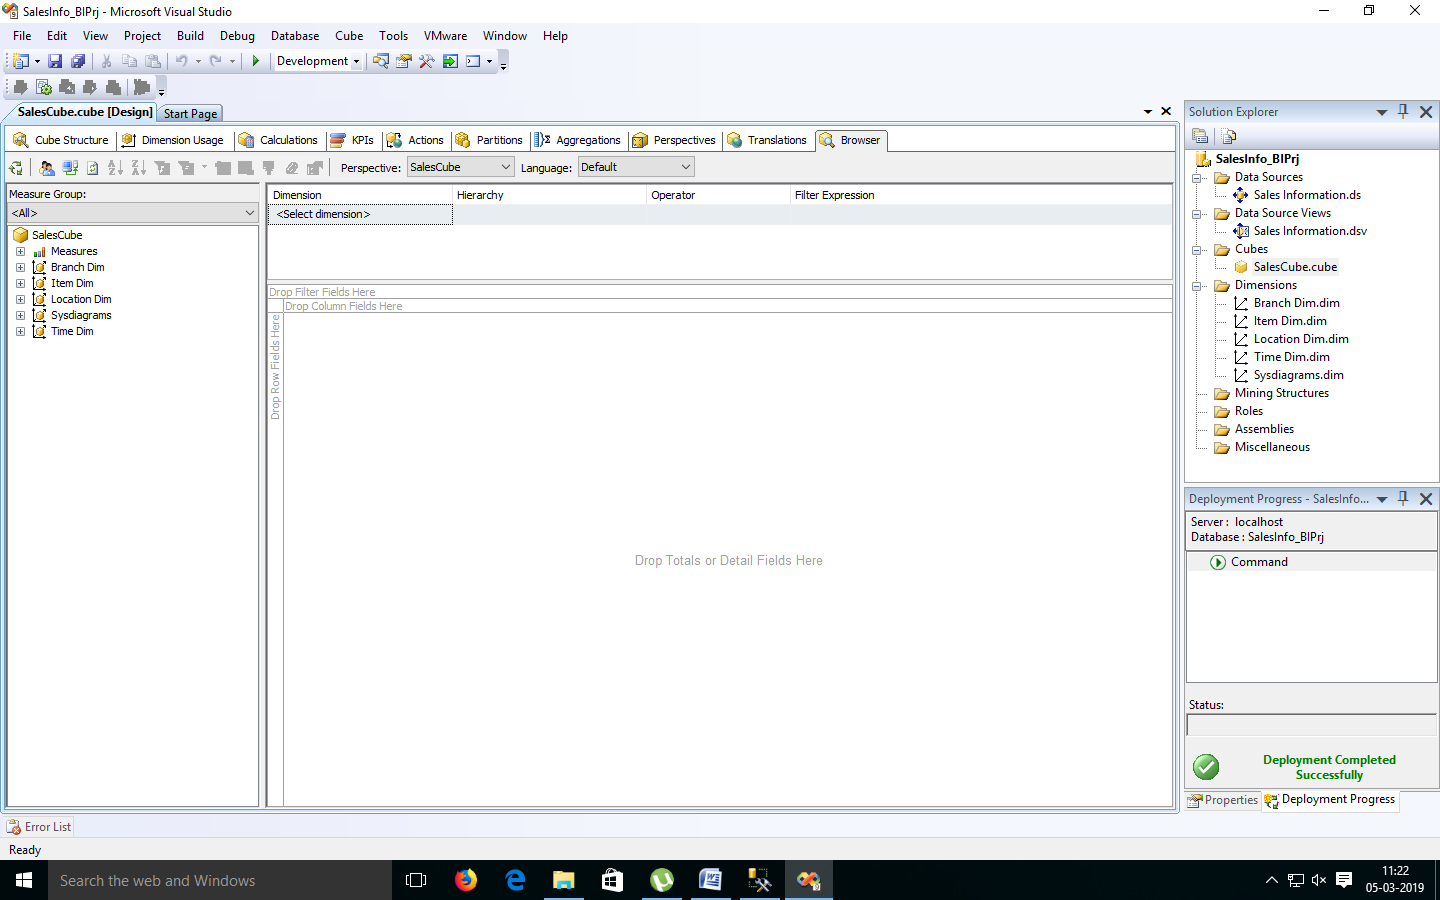 SalesInfo_BIPrj - Microsoft Visual Studio
File Edit View Project Build Debug Database Cube Tools VMware Window Help
Development
SalesCube.cube [Design] Start Page
Cube Structure Dimension Usage Calculations KPIs Actions Partitions Aggregations Perspectives Translations Browser
Perspective: SalesCube Language: Default
Measure Group:
<All>
SalesCube
Measures
Branch Dim
Item Dim
Location Dim
Sysdiagrams
Time Dim
Dimension Hierarchy Operator Filter Expression
<Select dimension>
Drop Filter Fields Here
Drop Column Fields Here
Drop Row Fields Here
Drop Totals or Detail Fields Here
Solution Explorer
SalesInfo_BIPrj
Data Sources
Sales Information.ds
Data Source Views
Sales Information.dsv
Cubes
SalesCube.cube
Dimensions
Branch Dim.dim
Item Dim.dim
Location Dim.dim
Time Dim.dim
Sysdiagrams.dim
Mining Structures
Roles
Assemblies
Miscellaneous
Deployment Progress - SalesInfo...
Server : localhost
Database : SalesInfo_BIPrj
Command
Status:
Deployment Completed
Successfully
Properties Deployment Progress
Error List
Ready
Search the web and Windows
11:22
05-03-2019